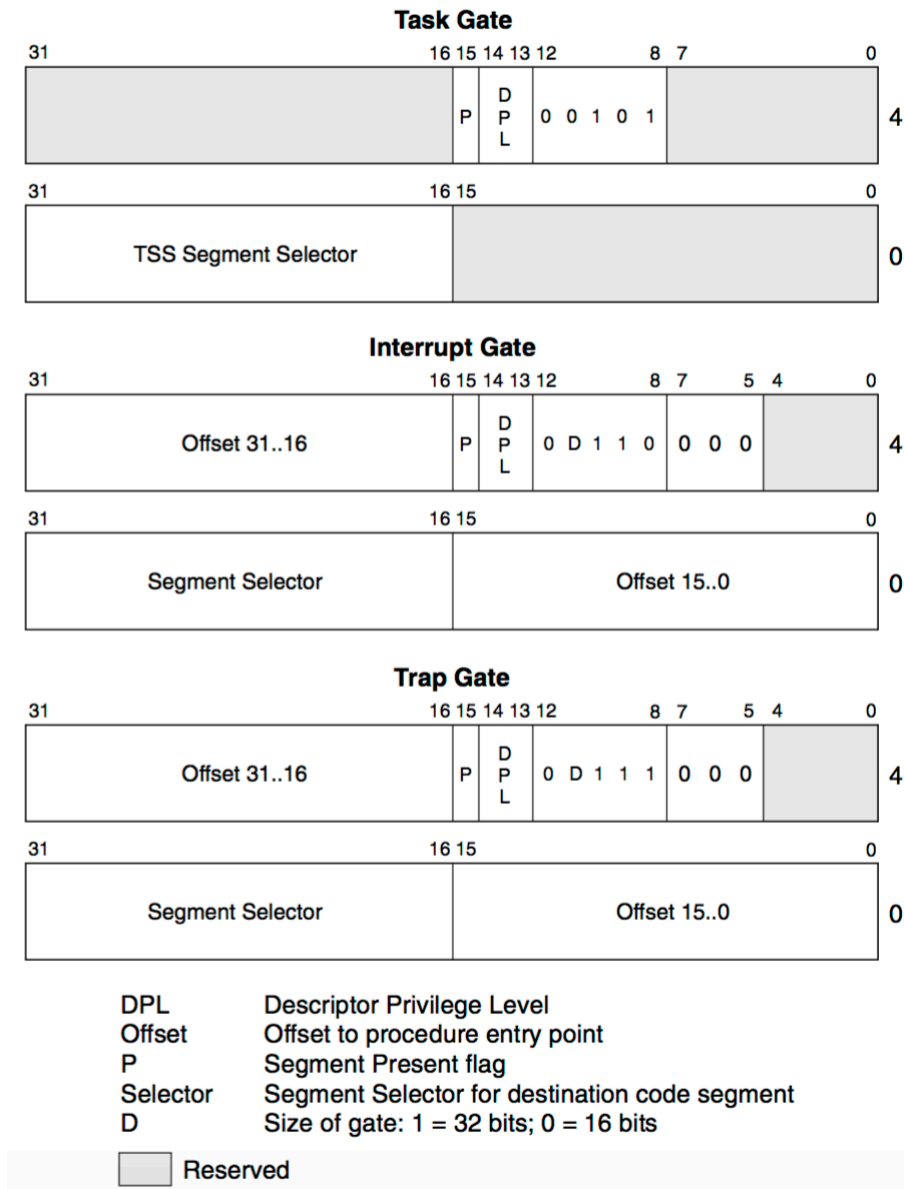 Task Gate
31 16 15 14 13 12 8 7 0
P D P L 0 0 1 0 1 4
31 16 15 0
TSS Segment Selector 0
Interrupt Gate
31 16 15 14 13 12 8 7 5 4 0
Offset 31..16 P D P L 0 D 1 1 0 0 0 0 4
31 16 15 0
Segment Selector Offset 15..0 0
Trap Gate
31 16 15 14 13 12 8 7 5 4 0
Offset 31..16 P D P L 0 D 1 1 1 0 0 0 4
31 16 15 0
Segment Selector Offset 15..0 0
DPL Descriptor Privilege Level
Offset Offset to procedure entry point
P Segment Present flag
Selector Segment Selector for destination code segment
D Size of gate: 1 = 32 bits; 0 = 16 bits
Reserved